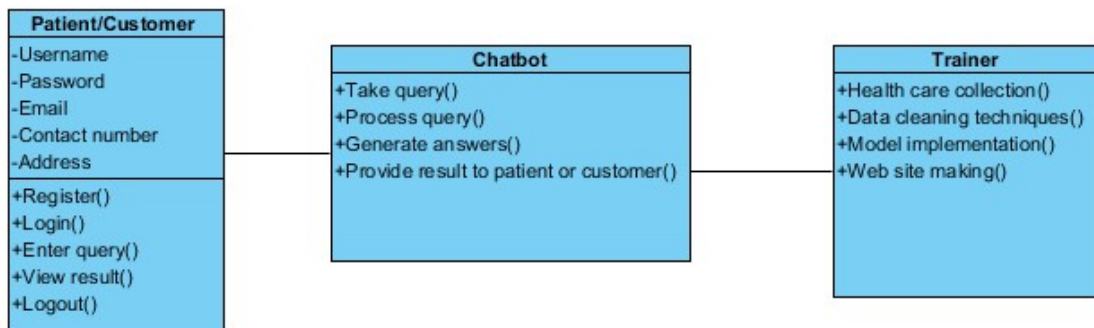 Patient/Customer
-Username
-Password
-Email
-Contact number
-Address
+Register()
+Login()
+Enter query()
+View result()
+Logout()
Chatbot
+Take query()
+Process query()
+Generate answers()
+Provide result to patient or customer()
Trainer
+Health care collection()
+Data cleaning techniques()
+Model implementation()
+Web site making()